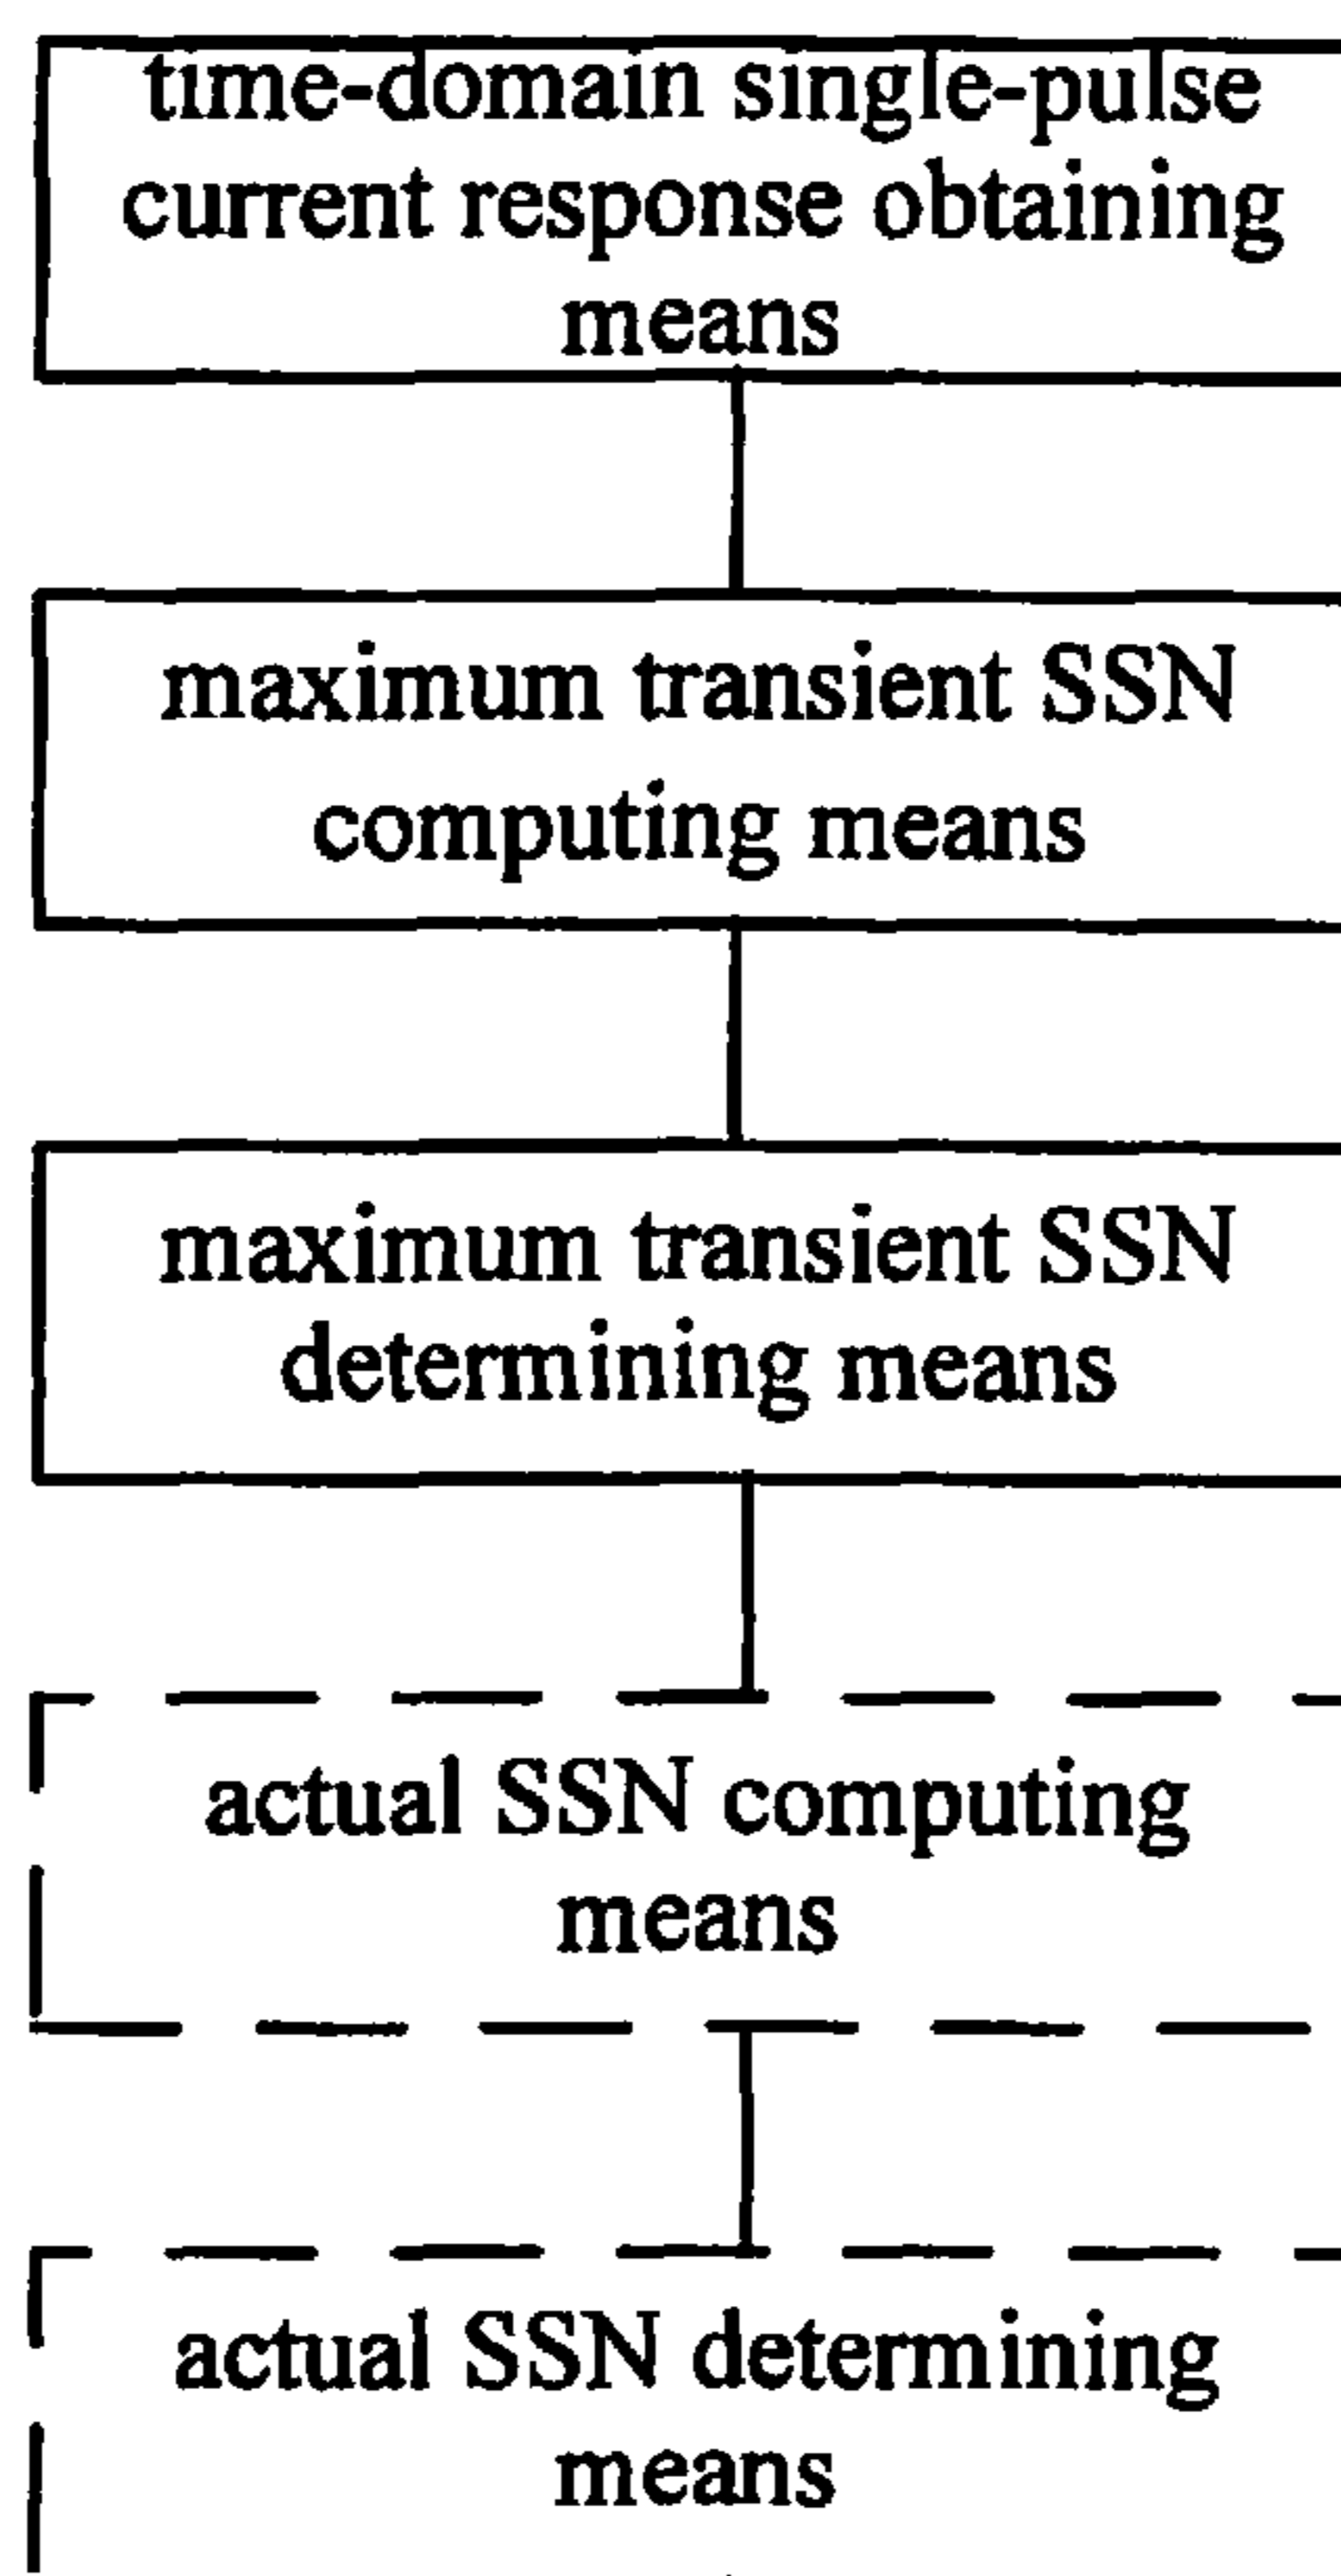 time-domain single-pulse
current response obtaining
means
maximum transient SSN
computing means
maximum transient SSN
determining means
actual SSN computing
means
actual SSN determining
means